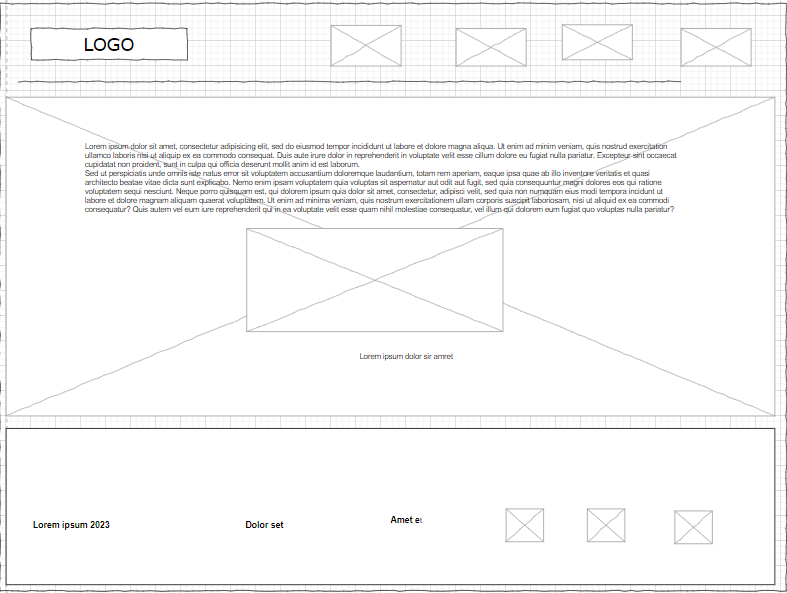 LOGO
Lorem ipsum dolor sit amet, consectetur adipisicing elit, sed do eiusmod tempor incididunt ut labore et dolore magna aliqua. Ut enim ad minim veniam, quis nostrud exercitation
ullamco laboris nisi ut aliquip ex ea commodo consequat. Duis aute irure dolor in reprehenderit in voluptate velit esse cillum dolore eu fugiat nulla pariatur. Excepteur sint occaecat
cupidatat non proident, sunt in culpa qui officia deserunt mollit anim id est laborum.
Sed ut perspiciatis unde omnis iste natus error sit voluptatem accusantium doloremque laudantium, totam rem aperiam, eaque ipsa quae ab illo inventore veritatis et quasi
architecto beatae vitae dicta sunt explicabo. Nemo enim ipsam voluptatem quia voluptas sit aspernatur aut odit aut fugit, sed quia consequuntur magni dolores eos qui ratione
voluptatem sequi nesciunt. Neque porro quisquam est, qui dolorem ipsum quia dolor sit amet, consectetur, adipisci velit, sed quia non numquam eius modi tempora incidunt ut
labore et dolore magnam aliquam quaerat voluptatem. Ut enim ad minima veniam, quis nostrum exercitationem ullam corporis suscipit laboriosam, nisi ut aliquid ex ea commodi
consequatur? Quis autem vel eum iure reprehenderit qui in ea voluptate velit esse quam nihil molestiae consequatur, vel illum qui dolorem eum fugiat quo voluptas nulla pariatur?
Lorem ipsum dolor sir amret
Lorem ipsum 2023
Dolor set
Amet et